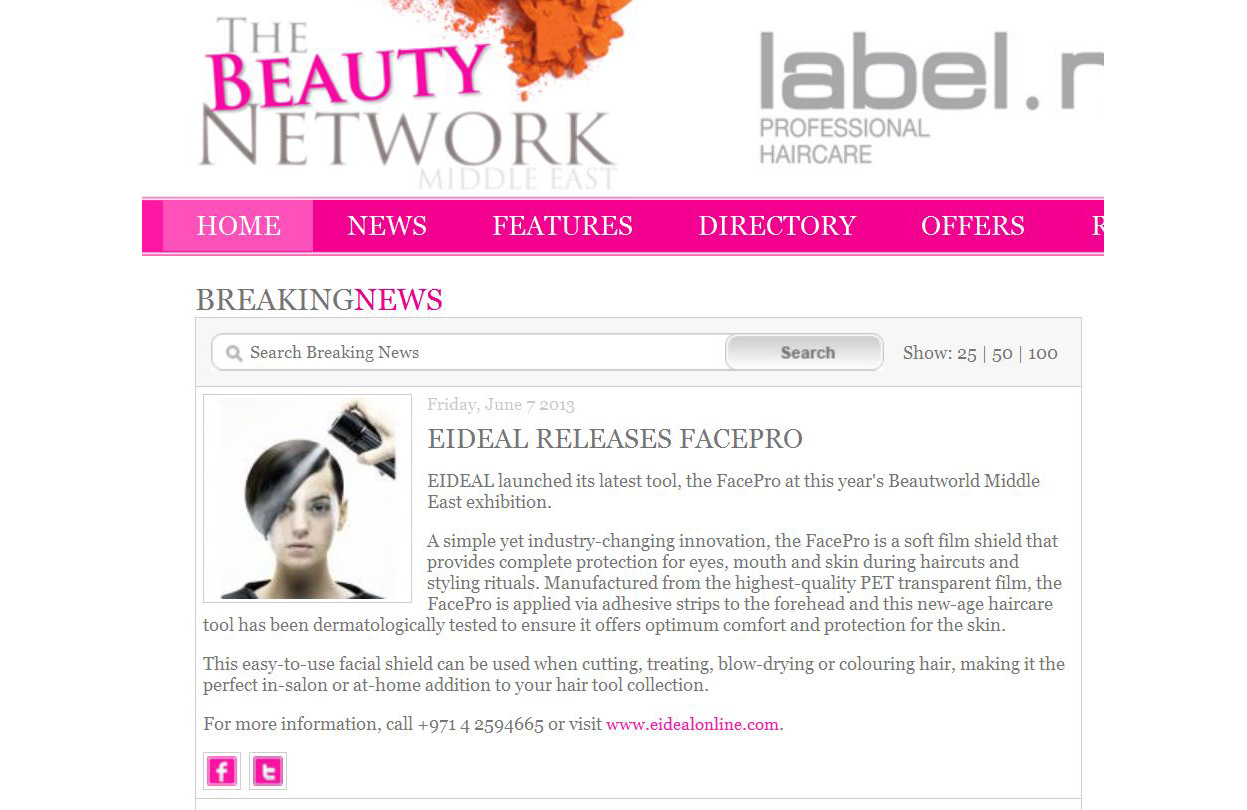 THE
BEAUTY
NETWORK
MIDDLE EAST
label.
PROFESSIONAL
HAIRCARE
HOME NEWS FEATURES DIRECTORY OFFERS R
BREAKINGNEWS
Search Breaking News Search Show: 25 | 50 | 100
Friday, June 7 2013
EIDEAL RELEASES FACEPRO
EIDEAL launched its latest tool, the FacePro at this year's Beautworld Middle
East exhibition.
A simple yet industry-changing innovation, the FacePro is a soft film shield that
provides complete protection for eyes, mouth and skin during haircuts and
styling rituals. Manufactured from the highest-quality PET transparent film, the
FacePro is applied via adhesive strips to the forehead and this new-age haircare
tool has been dermatologically tested to ensure it offers optimum comfort and protection for the skin.
This easy-to-use facial shield can be used when cutting, treating, blow-drying or colouring hair, making it the
perfect in-salon or at-home addition to your hair tool collection.
For more information, call +971 4 2594665 or visit www.eidealonline.com.
f t